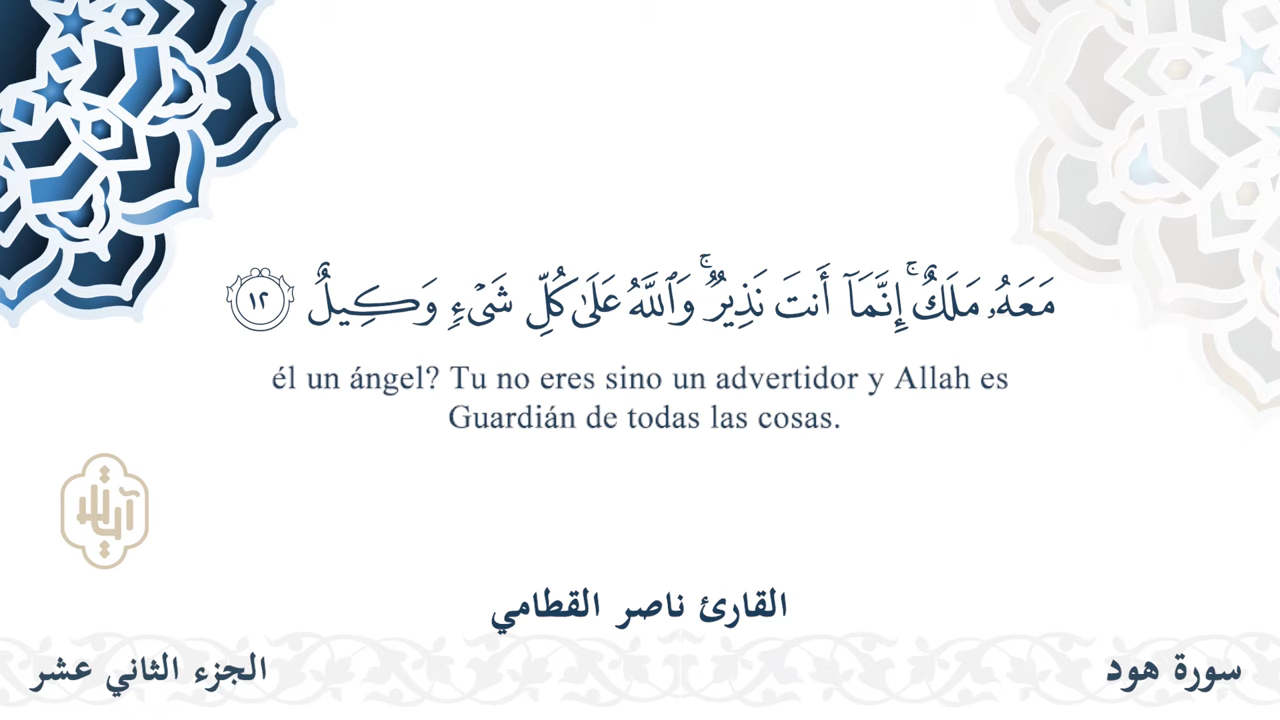 مَعَهُۥ مَلَكٌ ۚ إِنَّمَآ أَنتَ نَذِيرٌ ۚ وَٱللَّهُ عَلَىٰ كُلِّ شَىْءٍ وَكِيلٌ ١٢
él un ángel? Tu no eres sino un advertidor y Allah es
Guardián de todas las cosas.
آيات
القارئ ناصر القطامي
سورة هود
الجزء الثاني عشر